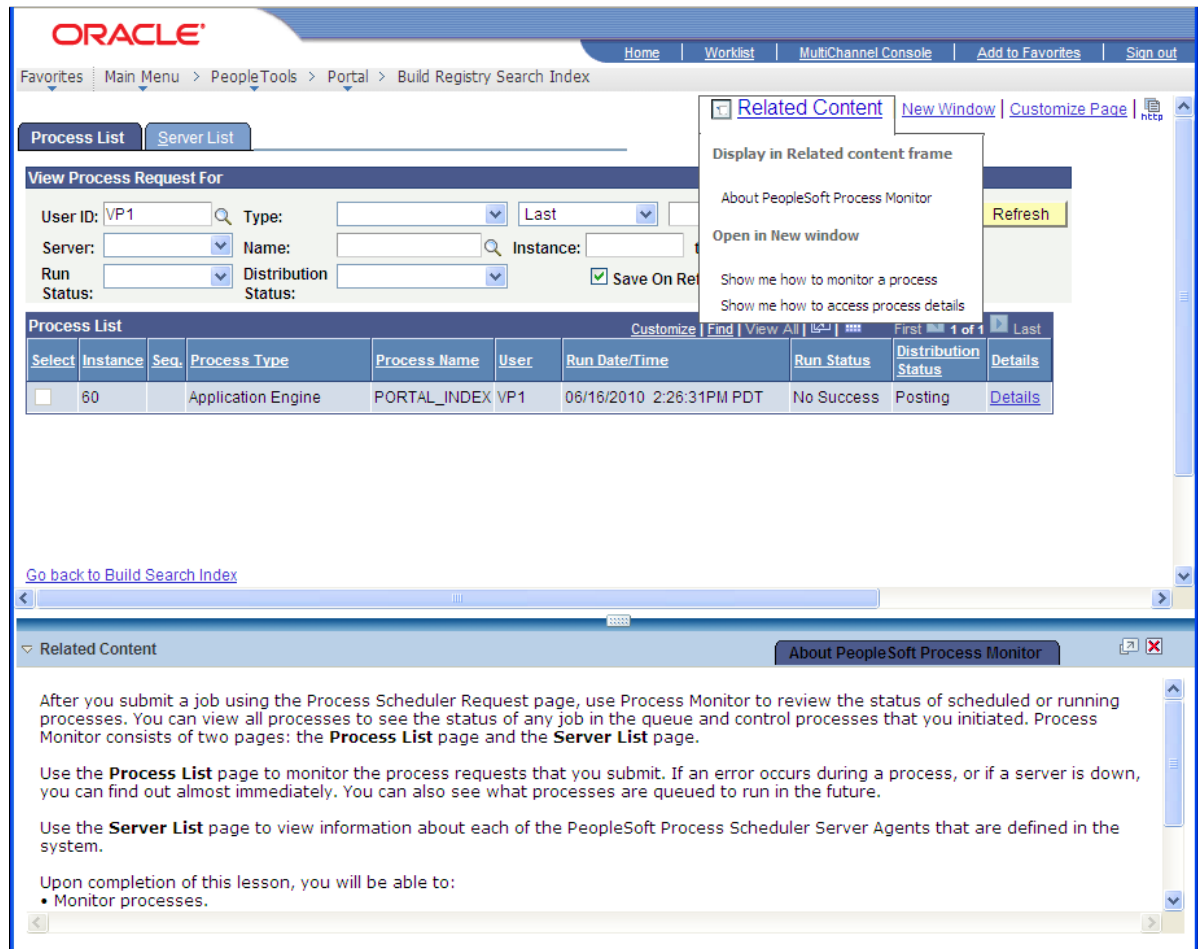 ORACLE'
Home | Worklist | MultiChannel Console | Add to Favorites | Sign out
Favorites | Main Menu > PeopleTools > Portal > Build Registry Search Index
Related Content New Window | Customize Page | http
Process List Server List
Display in Related content frame
View Process Request For
About PeopleSoft Process Monitor
User ID: VP1 Type: Last Refresh
Open in New window
Server: Name: Instance: t
Show me how to monitor a process
Run Status: Distribution Status: Save On Ref
Show me how to access process details
Process List Customize | Find | View All | First 1 of 1 Last
Select Instance Seq. Process Type Process Name User Run Date/Time Run Status Distribution Status Details
60 Application Engine PORTAL_INDEX VP1 06/16/2010 2:26:31PM PDT No Success Posting Details
Go back to Build Search Index
Related Content About PeopleSoft Process Monitor
After you submit a job using the Process Scheduler Request page, use Process Monitor to review the status of scheduled or running
processes. You can view all processes to see the status of any job in the queue and control processes that you initiated. Process
Monitor consists of two pages: the Process List page and the Server List page.
Use the Process List page to monitor the process requests that you submit. If an error occurs during a process, or if a server is down,
you can find out almost immediately. You can also see what processes are queued to run in the future.
Use the Server List page to view information about each of the PeopleSoft Process Scheduler Server Agents that are defined in the
system.
Upon completion of this lesson, you will be able to:
• Monitor processes.